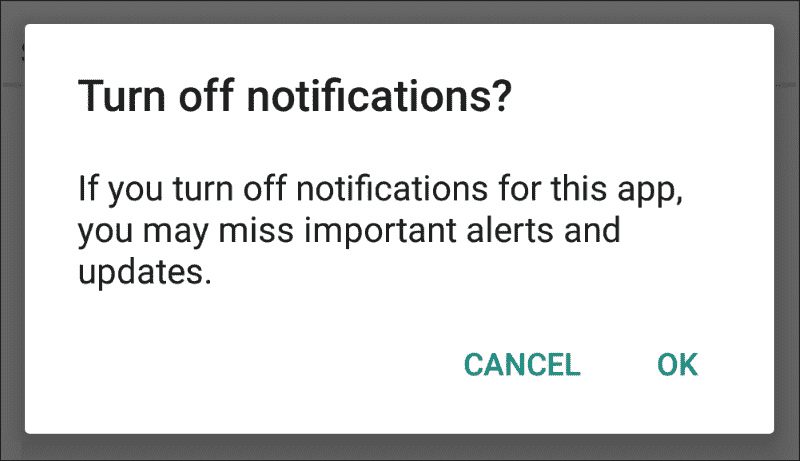 Turn off notifications?
If you turn off notifications for this app,
you may miss important alerts and
updates.
CANCEL OK